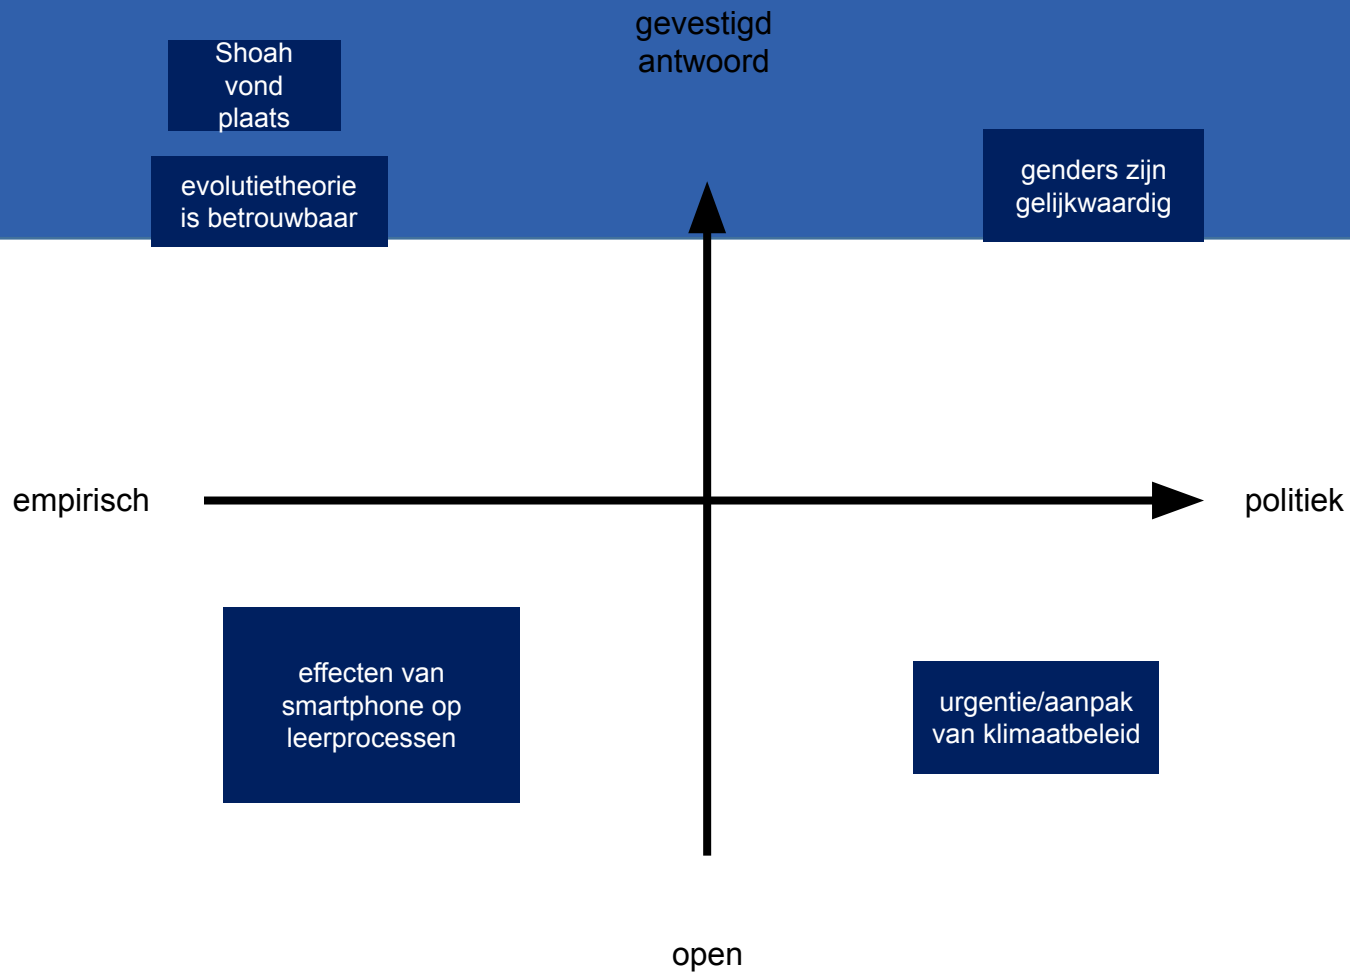 gevestigd
antwoord
Shoah
vond
plaats
evolutietheorie
is betrouwbaar
genders zijn
gelijkwaardig
empirisch
politiek
effecten van
smartphone op
leerprocessen
urgentie/aanpak
van klimaatbeleid
open